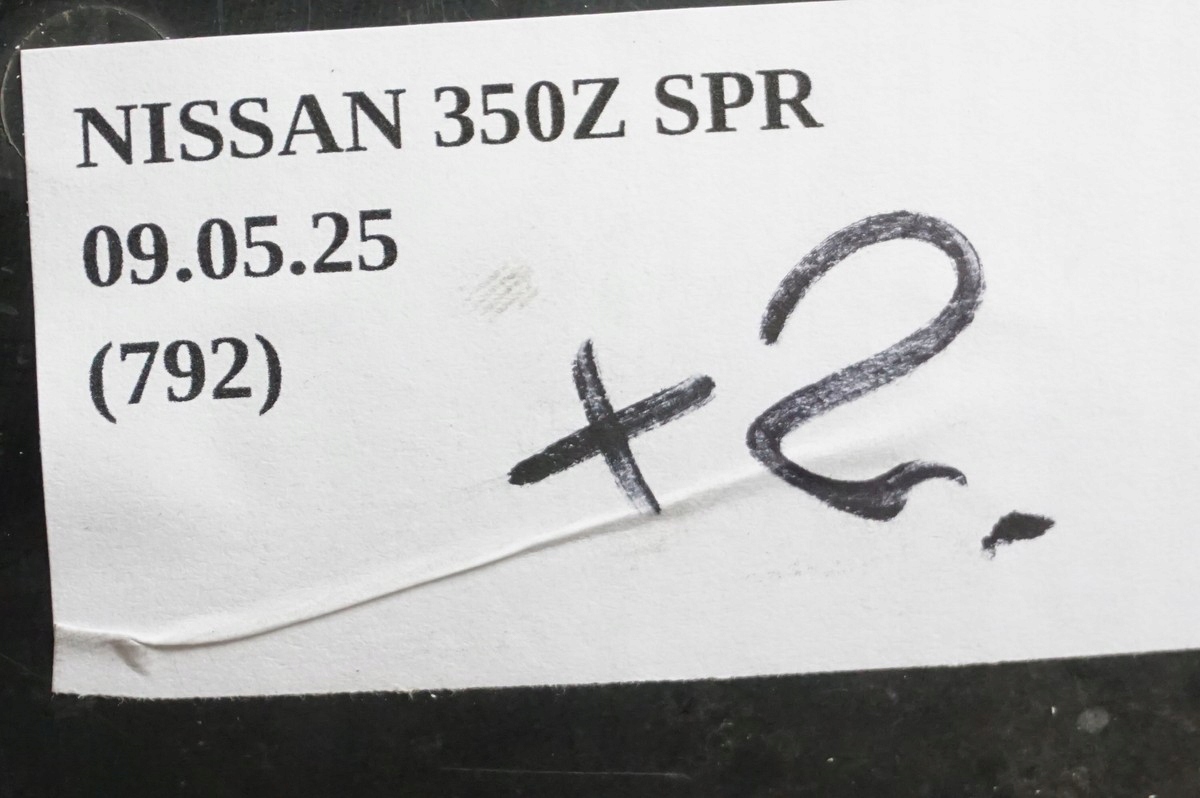 NISSAN 350Z SPR
09.05.25
(792)
+2.